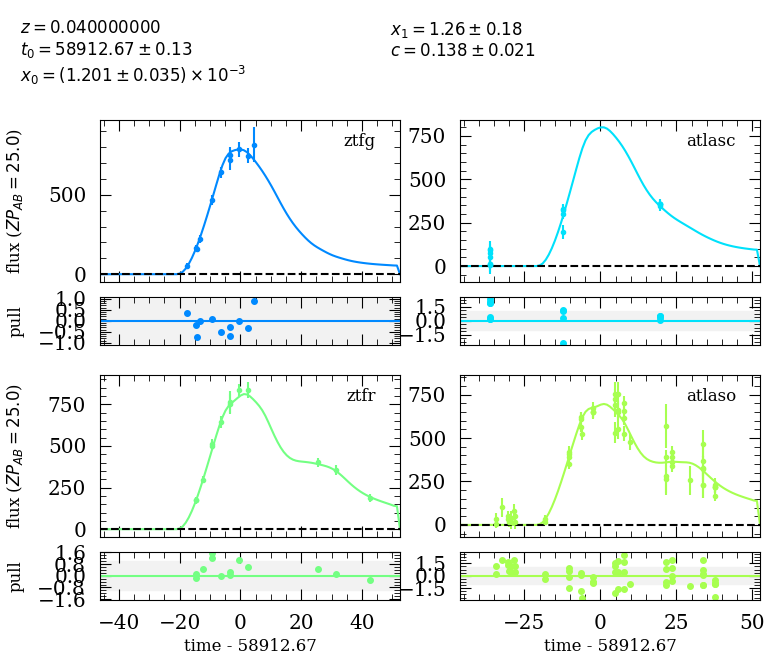 z = 0.040000000
t₀ = 58912.67 ± 0.13
x₀ = (1.201 ± 0.035) × 10⁻³
x₁ = 1.26 ± 0.18
c = 0.138 ± 0.021
ztfg
flux (ZP_AB = 25.0)
500
0
atlasc
750
500
250
0
pull
1.0
0.5
0.0
−0.5
−1.0
1.5
0.0
−1.5
ztfr
flux (ZP_AB = 25.0)
750
500
250
0
atlaso
750
500
250
0
pull
1.6
0.8
0.0
−0.8
−1.6
1.5
0.0
−1.5
−40 −20 0 20 40
time - 58912.67
−25 0 25 50
time - 58912.67